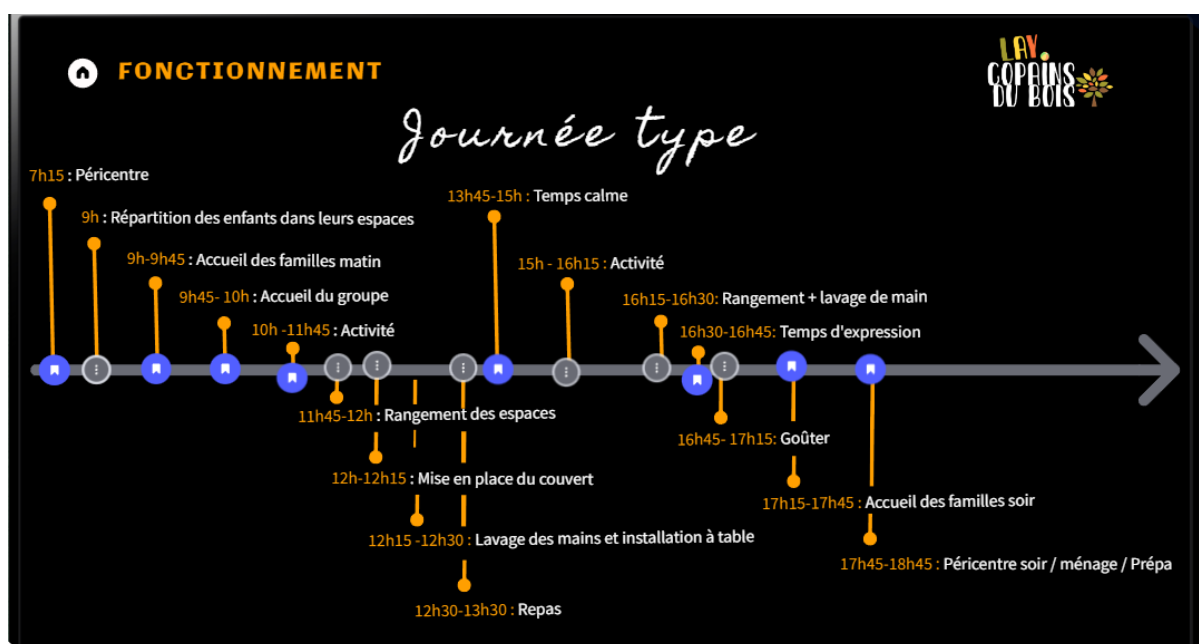 FONCTIONNEMENT
LAY.
COPAINS
DU BOIS
Journée type
7h15 : Péricentre
9h : Répartition des enfants dans leurs espaces
9h-9h45 : Accueil des familles matin
9h45- 10h : Accueil du groupe
10h -11h45 : Activité
11h45-12h : Rangement des espaces
12h-12h15 : Mise en place du couvert
12h15 -12h30 : Lavage des mains et installation à table
12h30-13h30 : Repas
13h45-15h : Temps calme
15h - 16h15 : Activité
16h15-16h30: Rangement + lavage de main
16h30-16h45: Temps d'expression
16h45- 17h15: Goûter
17h15-17h45 : Accueil des familles soir
17h45-18h45 : Péricentre soir / ménage / Prépa